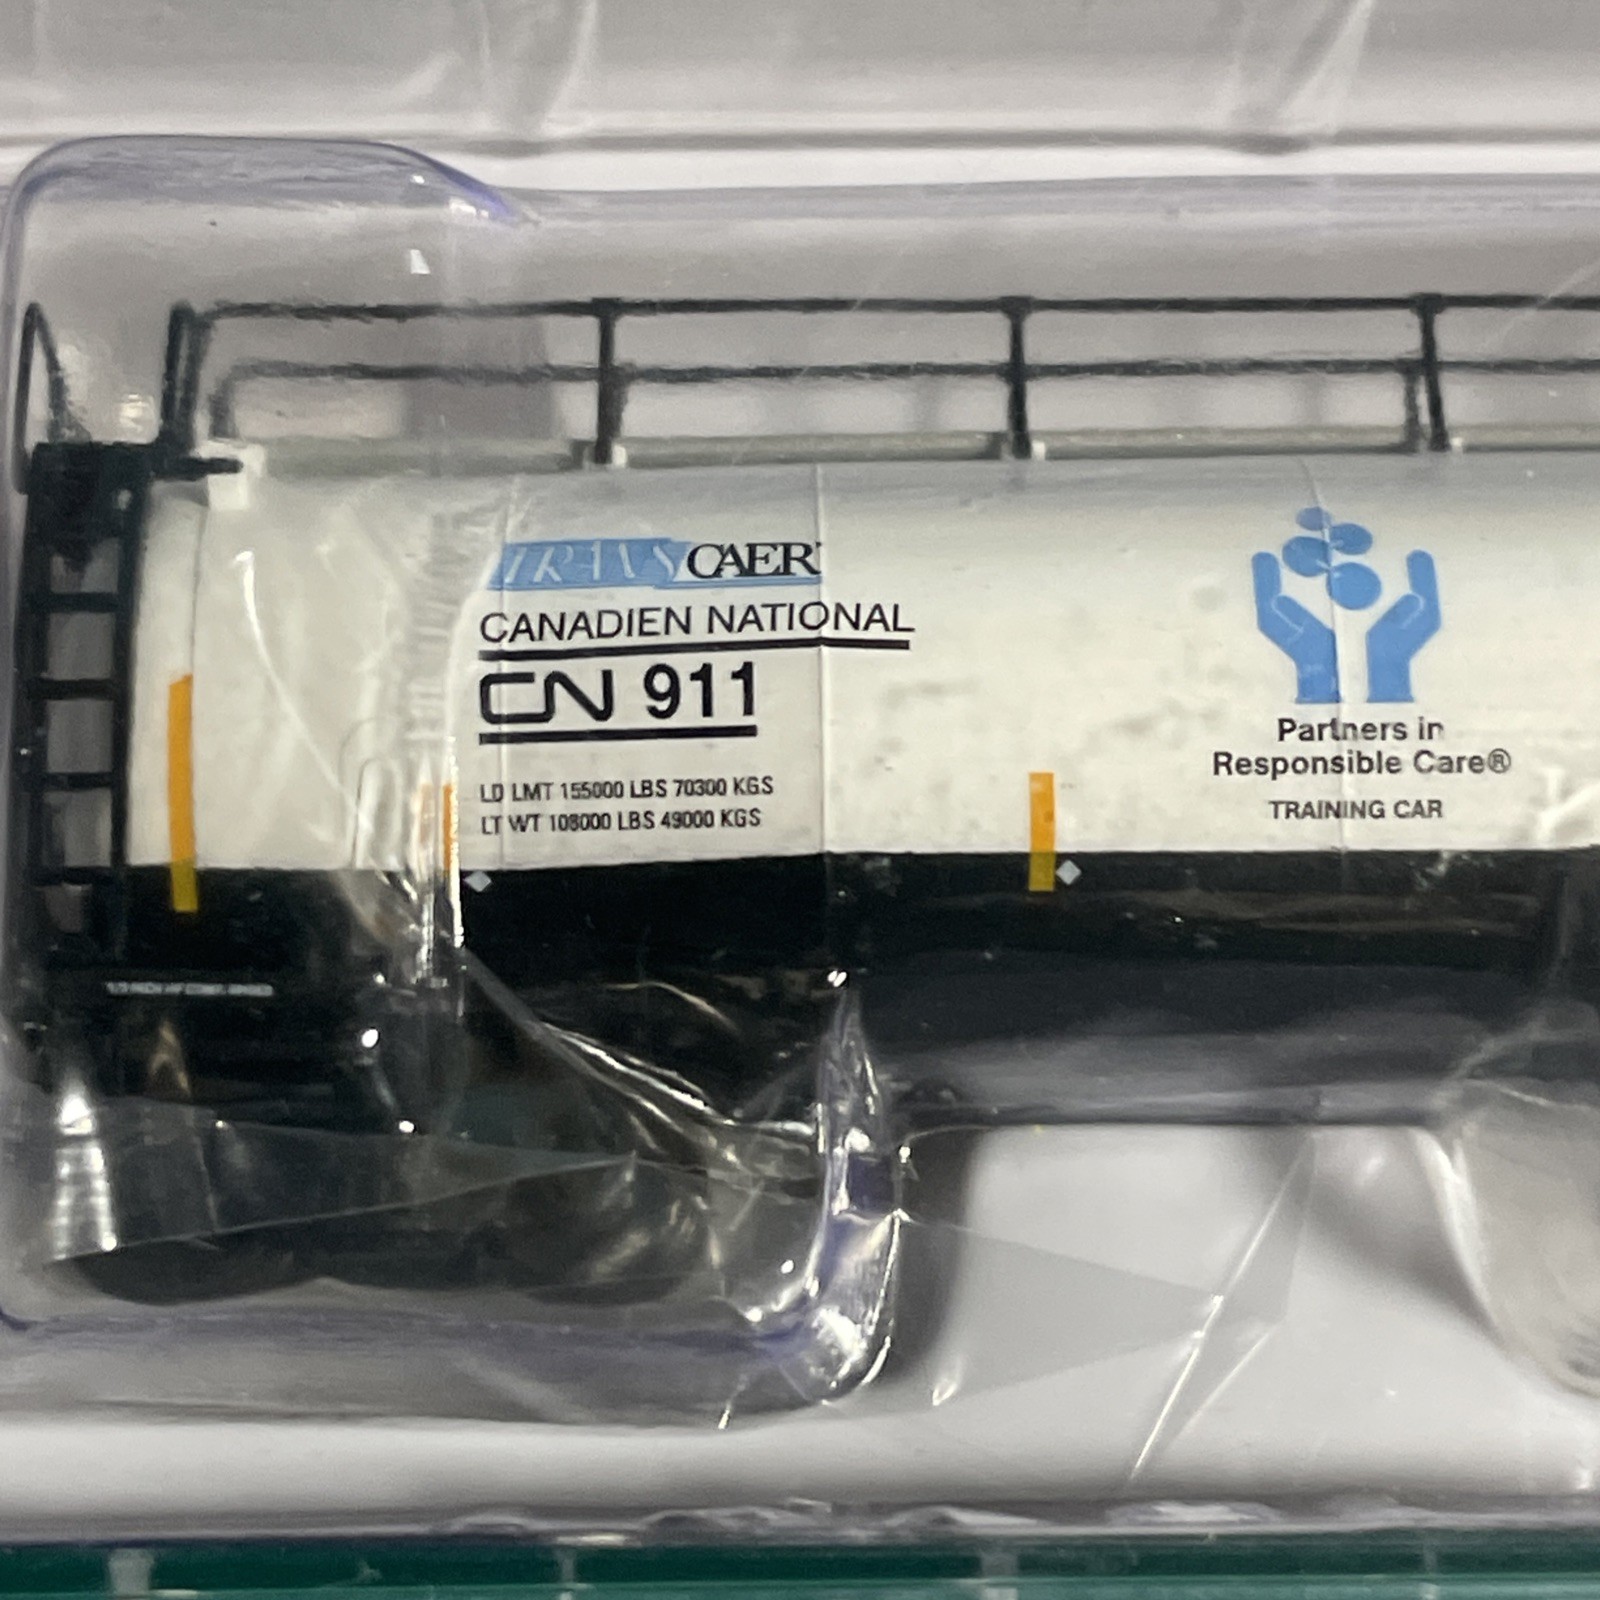 TRANSCAER
CANADIEN NATIONAL
CN 911
LD LMT 155000 LBS 70300 KGS
LT WT 108000 LBS 49000 KGS
Partners in
Responsible Care®
TRAINING CAR